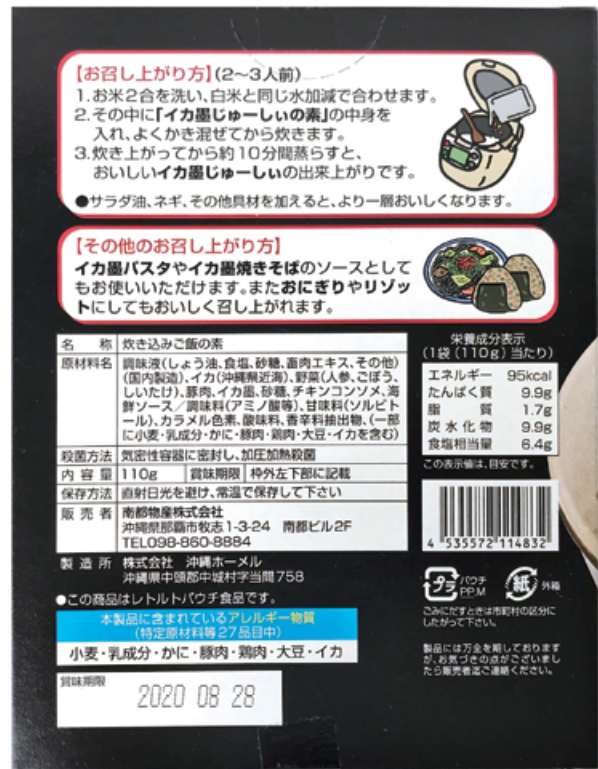 【お召し上がり方】(2〜3人前)
1.お米2合を洗い、白米と同じ水加減で合わせます。
2.その中に「イカ墨じゅーしぃの素」の中身を
入れ、よくかき混ぜてから炊きます。
3.炊き上がってから約10分間蒸らすと、
おいしいイカ墨じゅーしぃの出来上がりです。
●サラダ油、ネギ、その他具材を加えると、より一層おいしくなります。
【その他のお召し上がり方】
イカ墨パスタやイカ墨焼きそばのソースとして
もお使いいただけます。またおにぎりやリゾッ
トにしてもおいしく召し上がれます。
名 称 炊き込みご飯の素
原材料名 調味液(しょう油、食塩、砂糖、畜肉エキス、その他)
(国内製造)、イカ(沖縄県近海)、野菜(人参、ごぼう、
しいたけ)、豚肉、イカ墨、砂糖、チキンコンソメ、海
鮮ソース/調味料(アミノ酸等)、甘味料(ソルビト
ール)、カラメル色素、酸味料、香辛料抽出物、(一部
に小麦・乳成分・かに・豚肉・鶏肉・大豆・イカを含む)
殺菌方法 気密性容器に密封し、加圧加熱殺菌
内容量 110g 賞味期限 枠外左下部に記載
保存方法 直射日光を避け、常温で保存して下さい
販売者 南都物産株式会社
沖縄県那覇市牧志1-3-24 南都ビル2F
TEL098-860-8884
製造所 株式会社 沖縄ホーメル
沖縄県中頭郡中城村字当間758
●この商品はレトルトパウチ食品です。
本製品に含まれているアレルギー物質
(特定原材料等27品目中)
小麦・乳成分・かに・豚肉・鶏肉・大豆・イカ
賞味期限
2020 08 28
栄養成分表示
(1袋(110g)当たり)
エネルギー 95kcal
たんぱく質 9.9g
脂質 1.7g
炭水化物 9.9g
食塩相当量 6.4g
この表示値は、目安です。
4 535572 114832
プラ パウチ
PP.M
紙 外箱
ごみにだすときは市町村の区分に
したがって下さい。
製品には万全を期しております
が、お気づきの点がございまし
たら販売者迄ご連絡ください。